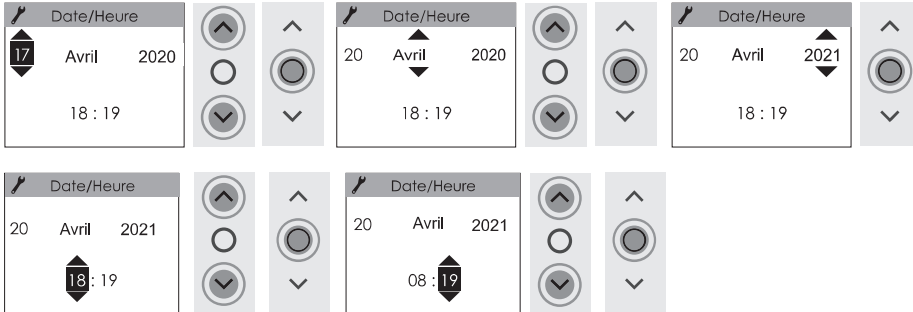 Date/Heure
17 Avril 2020
18 : 19
Date/Heure
20 Avril 2020
18 : 19
Date/Heure
20 Avril 2021
18 : 19
Date/Heure
20 Avril 2021
18 : 19
Date/Heure
20 Avril 2021
08 : 19